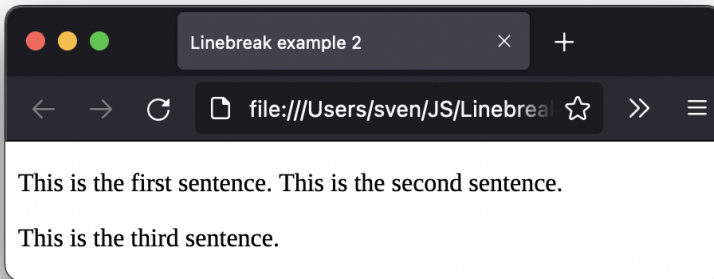 Linebreak example 2
file:///Users/sven/JS/Linebreak
This is the first sentence. This is the second sentence.
This is the third sentence.